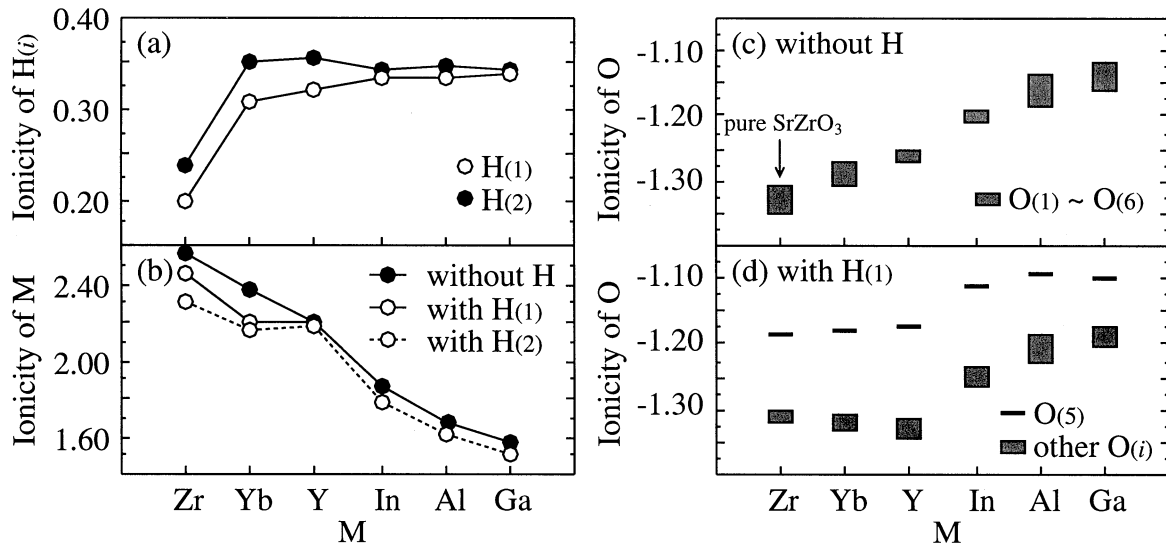 Ionicity of H(i)
0.40
0.30
0.20
(a)
H(1)
H(2)
Ionicity of M
2.40
2.00
1.60
(b)
without H
with H(1)
with H(2)
Zr Yb Y In Al Ga
M
Ionicity of O
-1.10
-1.20
-1.30
(c) without H
pure SrZrO₃
O(1) ~ O(6)
Ionicity of O
-1.10
-1.20
-1.30
(d) with H(1)
O(5)
other O(i)
Zr Yb Y In Al Ga
M